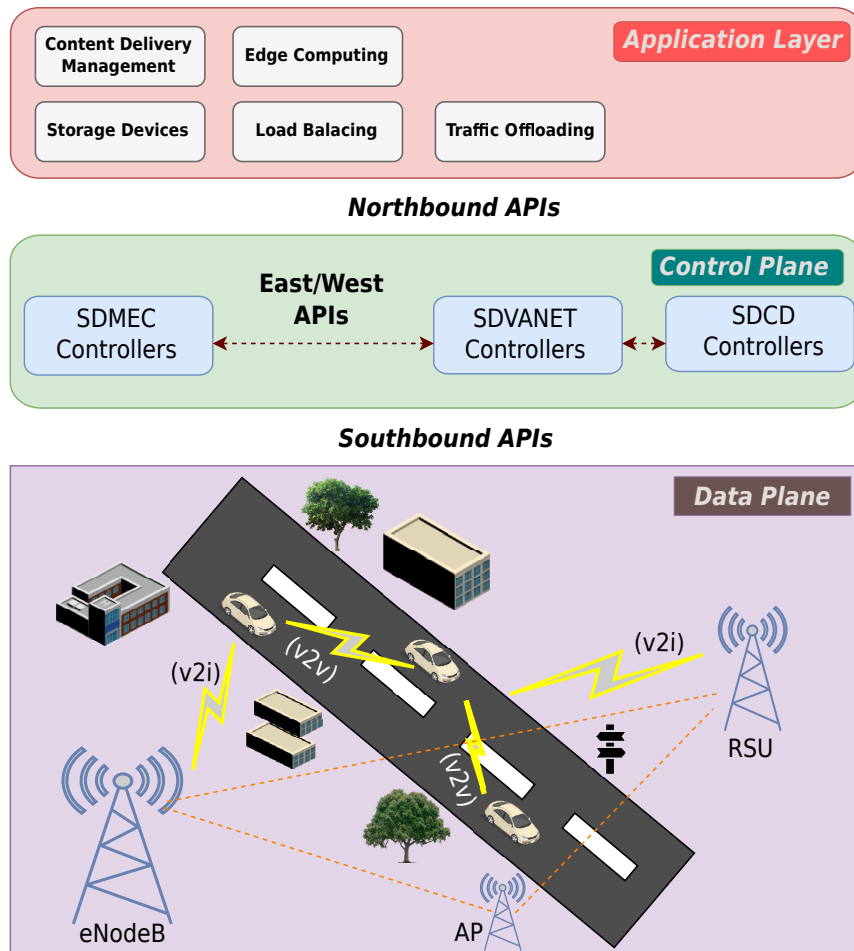 Application Layer
Content Delivery
Management
Edge Computing
Storage Devices
Load Balacing
Traffic Offloading
Northbound APIs
Control Plane
East/West
APIs
SDMEC
Controllers
SDVANET
Controllers
SDCD
Controllers
Southbound APIs
Data Plane
(v2i)
(v2v)
(v2i)
(v2v)
RSU
eNodeB
AP